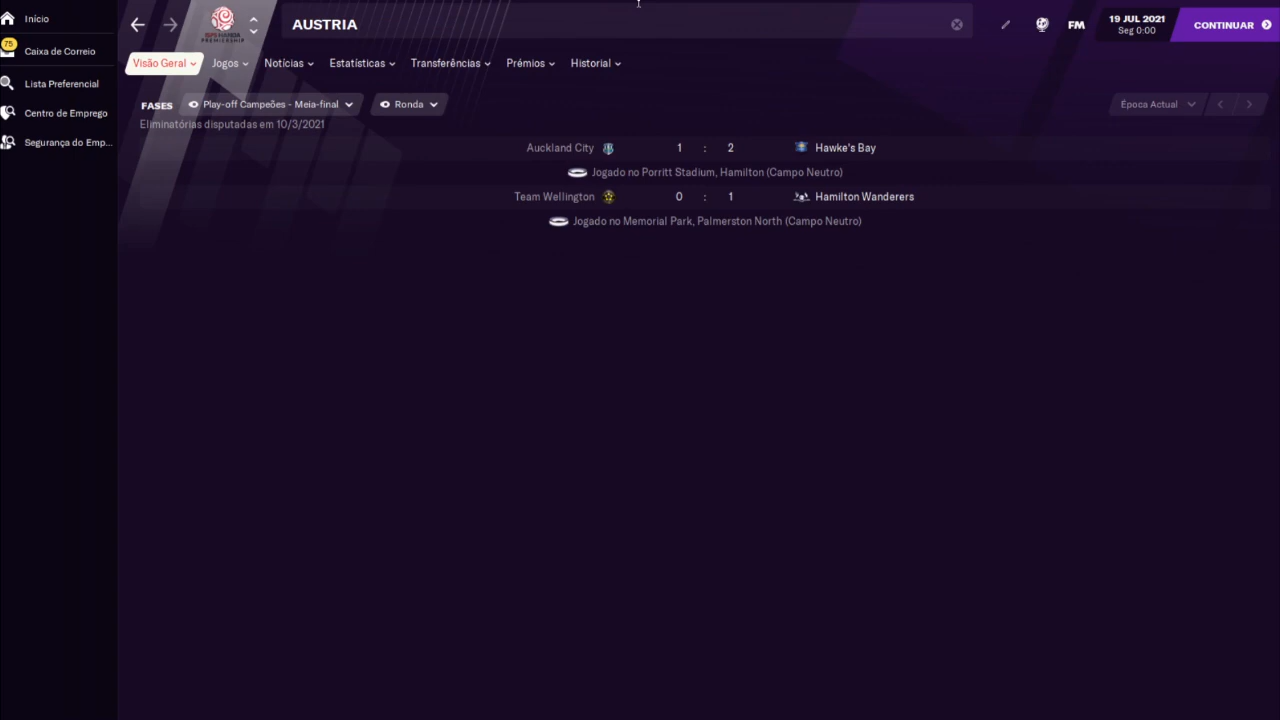 Início
75
Caixa de Correio
Lista Preferencial
Centro de Emprego
Segurança do Emp...
PREMIERSHIP
AUSTRIA
FM
19 JUL 2021
Seg 0:00
CONTINUAR
Visão Geral
Jogos
Notícias
Estatísticas
Transferências
Prémios
Historial
FASES
Play-off Campeões - Meia-final
Ronda
Época Actual
Eliminatórias disputadas em 10/3/2021
Auckland City 1 : 2 Hawke's Bay
Jogado no Porritt Stadium, Hamilton (Campo Neutro)
Team Wellington 0 : 1 Hamilton Wanderers
Jogado no Memorial Park, Palmerston North (Campo Neutro)